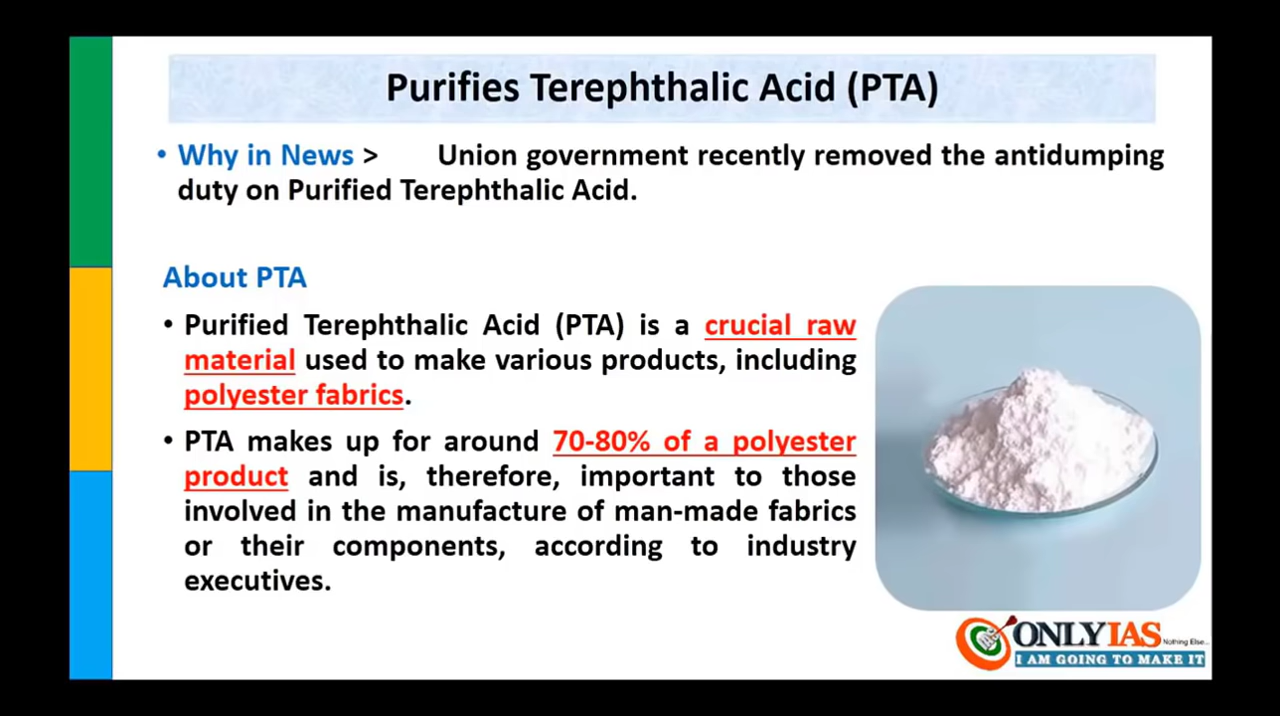 Purifies Terephthalic Acid (PTA)
• Why in News > Union government recently removed the antidumping
duty on Purified Terephthalic Acid.
About PTA
• Purified Terephthalic Acid (PTA) is a crucial raw
material used to make various products, including
polyester fabrics.
• PTA makes up for around 70-80% of a polyester
product and is, therefore, important to those
involved in the manufacture of man-made fabrics
or their components, according to industry
executives.
ONLYIAS Nothing Else..
I AM GOING TO MAKE IT